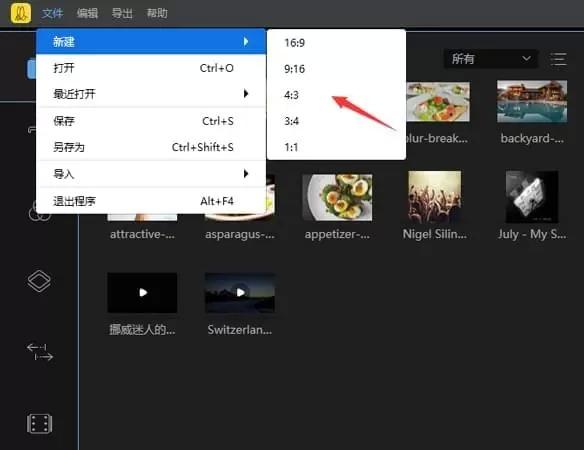 文件 编辑 导出 帮助
新建
打开 Ctrl+O
最近打开
保存 Ctrl+S
另存为 Ctrl+Shift+S
导入
退出程序 Alt+F4
16:9
9:16
4:3
3:4
1:1
所有
blur-break... backyard-...
attractive-... asparagus-... appetizer-... Nigel Silin... July - My S...
挪威迷人的... Switzerlan...